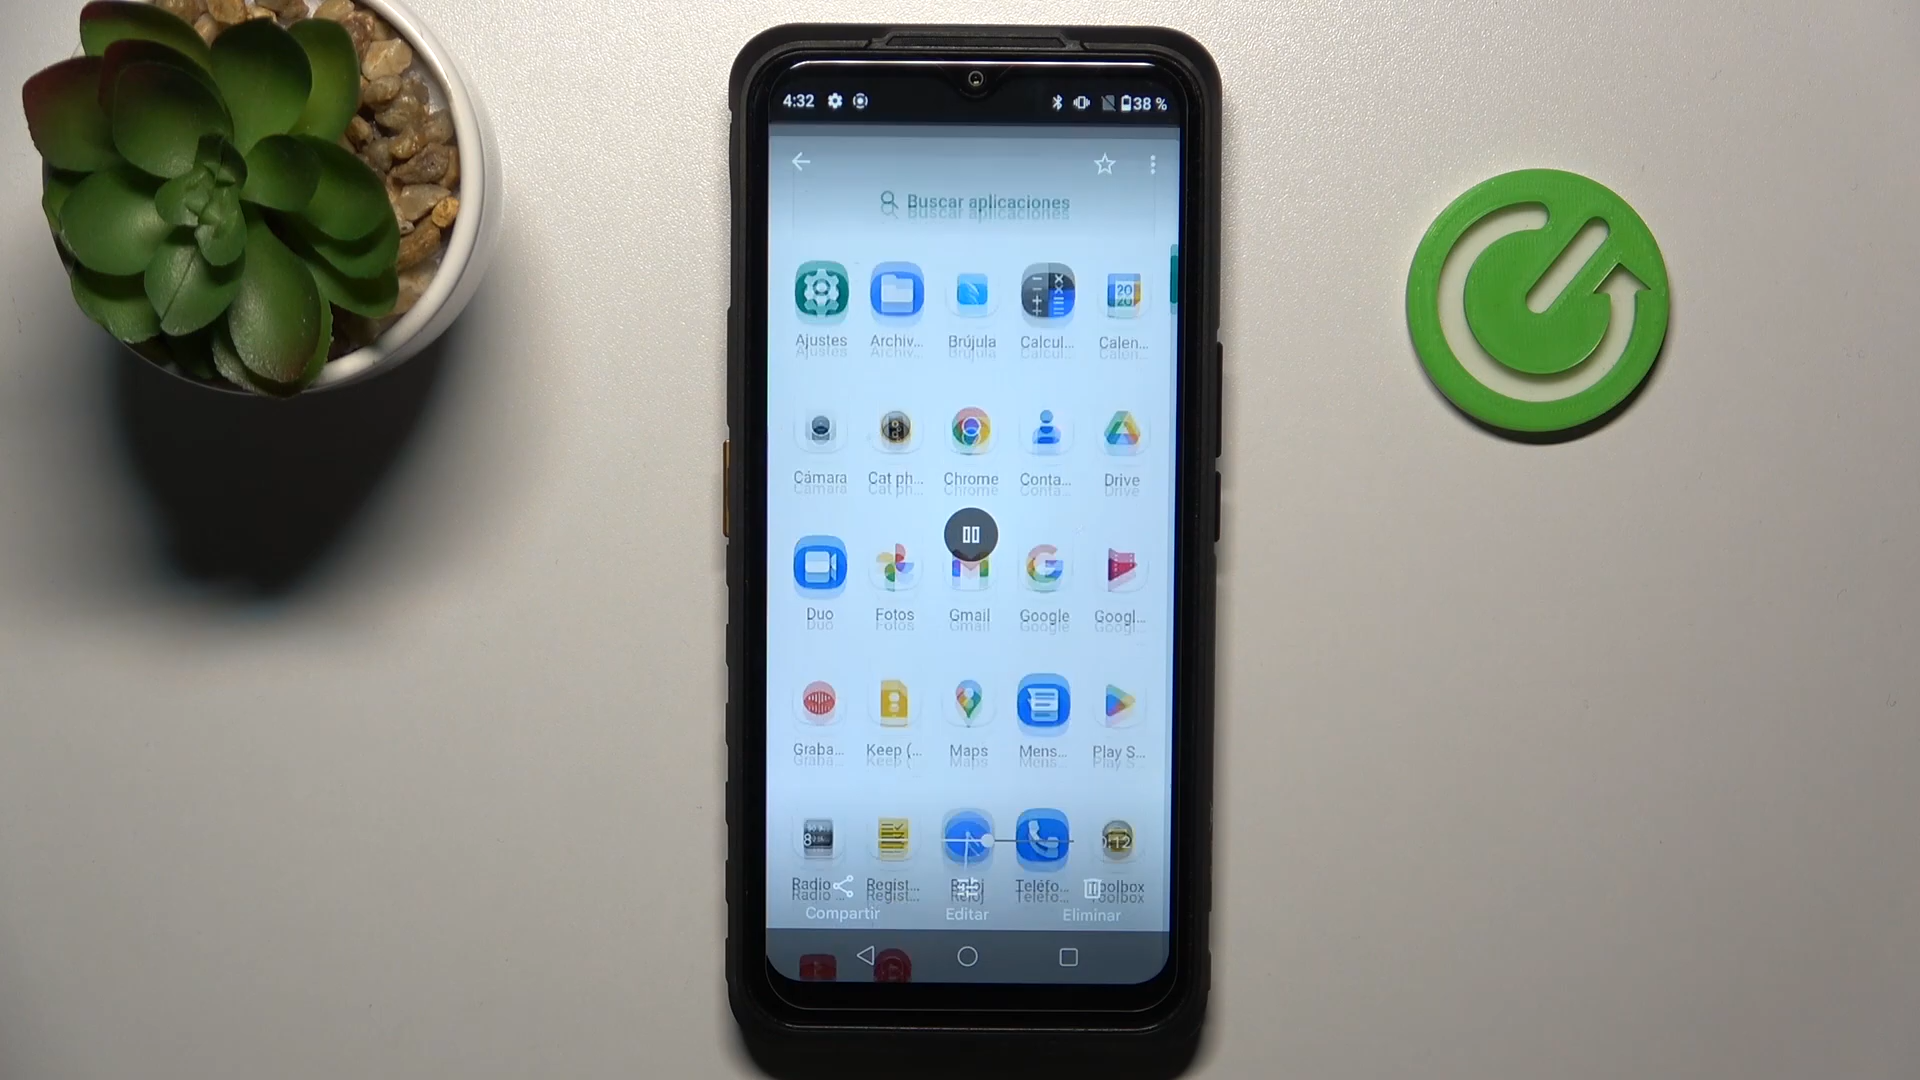 4:32 38 %
Buscar aplicaciones
Ajustes Archiv... Brújula Calcul... Calen...
Cámara Cat ph... Chrome Conta... Drive
Duo Fotos Gmail Google Googl...
Graba... Keep (... Maps Mens... Play S...
Radio ... Regist... Reloj Teléfo... Toolbox
Compartir Editar Eliminar